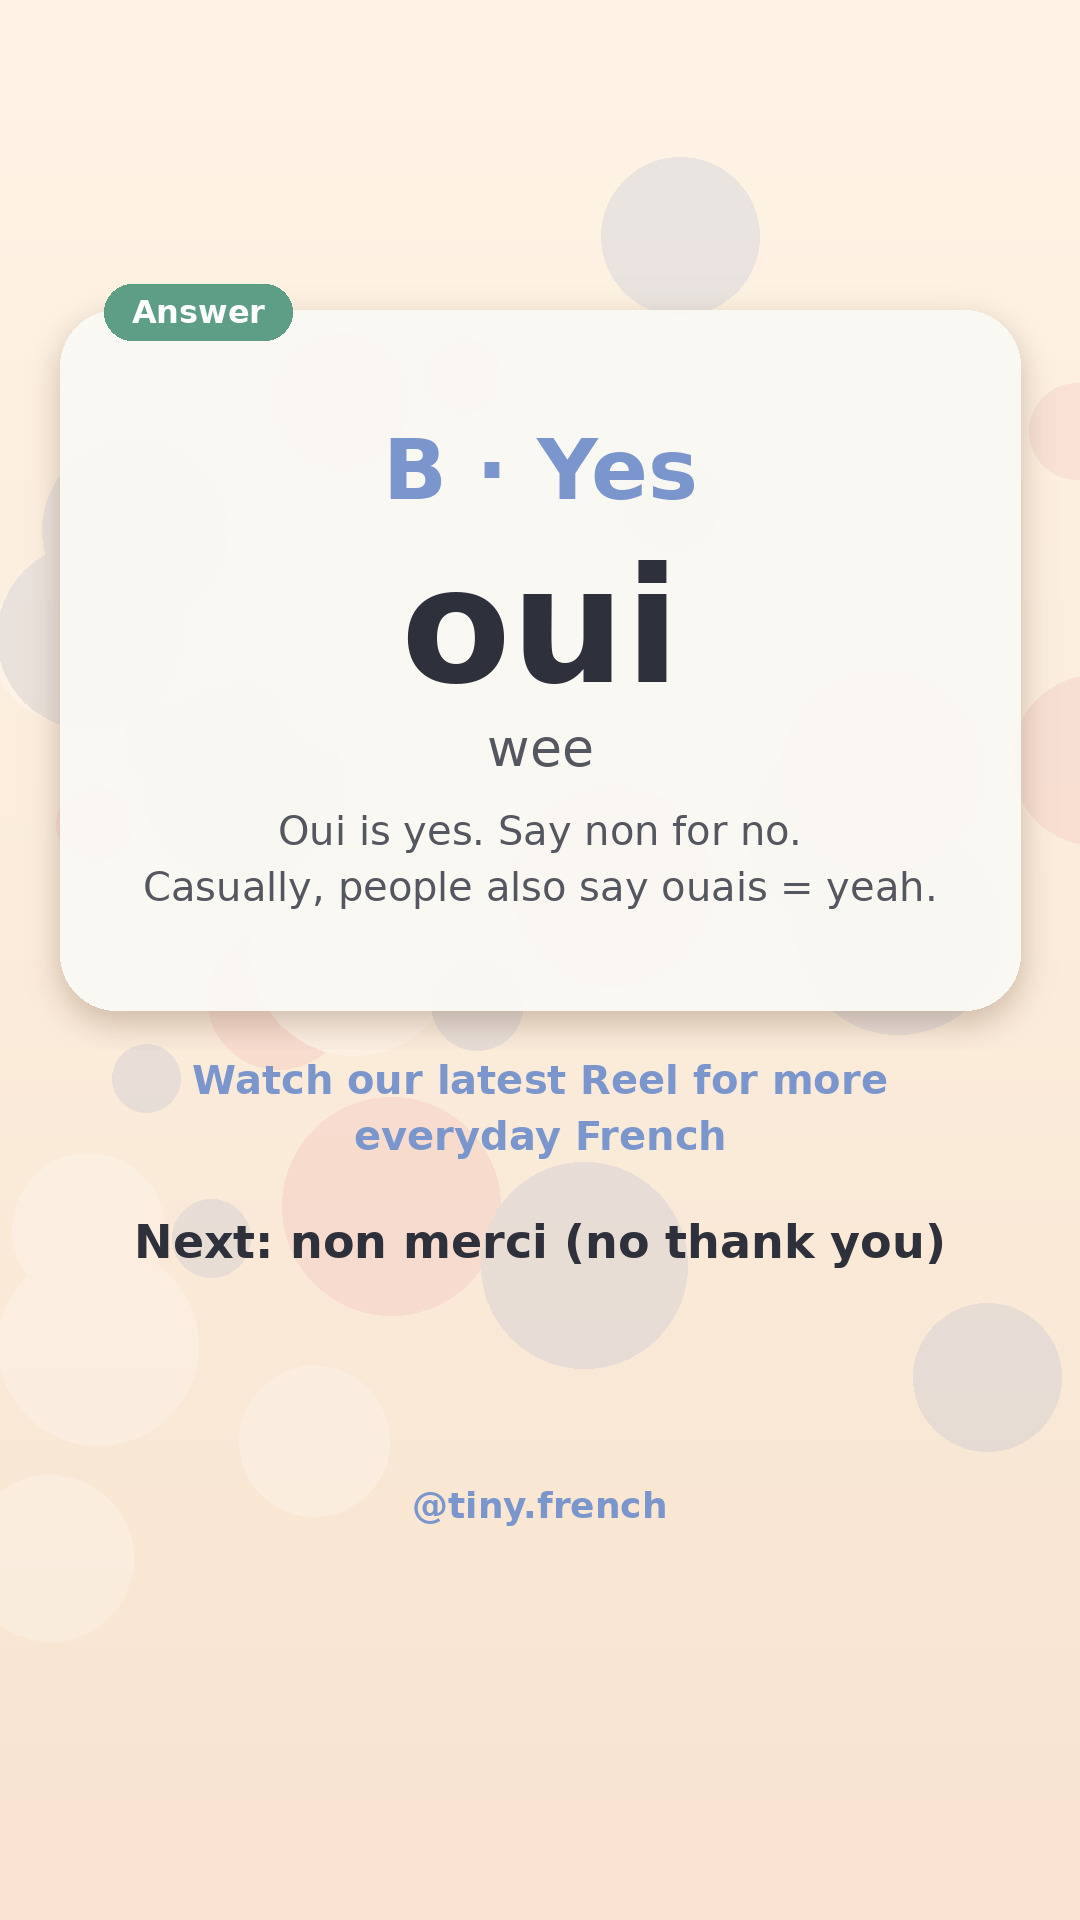 Answer
B · Yes
oui
wee
Oui is yes. Say non for no.
Casually, people also say ouais = yeah.
Watch our latest Reel for more
everyday French
Next: non merci (no thank you)
@tiny.french